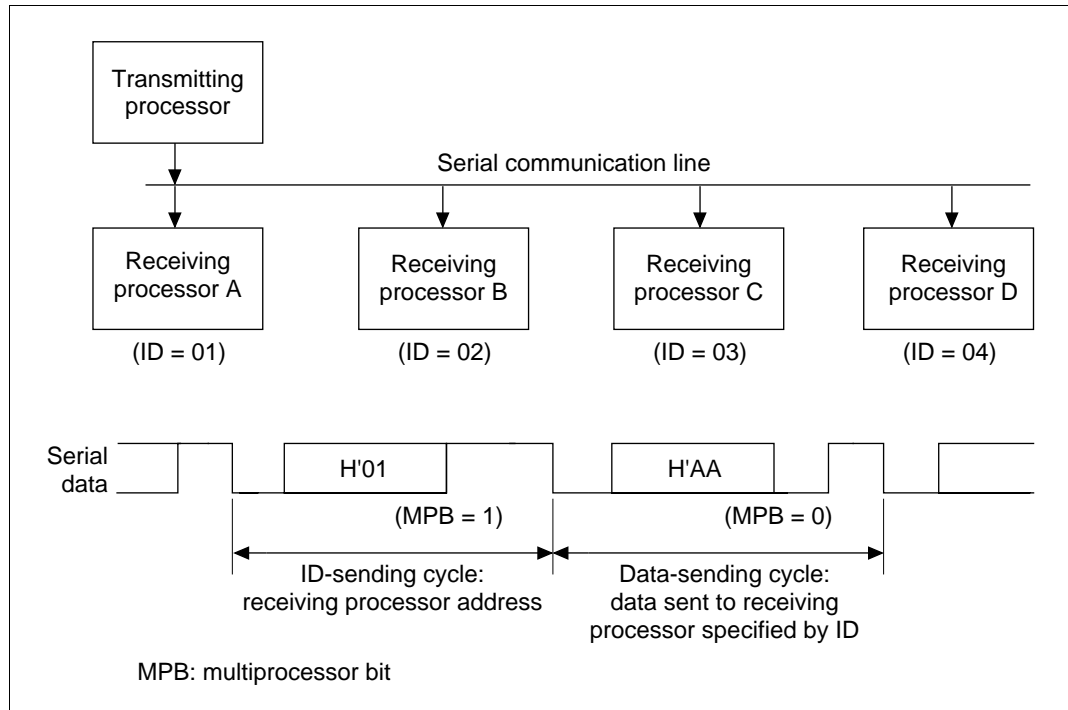 Transmitting
processor
Serial communication line
Receiving
processor A
Receiving
processor B
Receiving
processor C
Receiving
processor D
(ID = 01)
(ID = 02)
(ID = 03)
(ID = 04)
Serial
data
H'01
H'AA
(MPB = 1)
(MPB = 0)
ID-sending cycle:
receiving processor address
Data-sending cycle:
data sent to receiving
processor specified by ID
MPB: multiprocessor bit